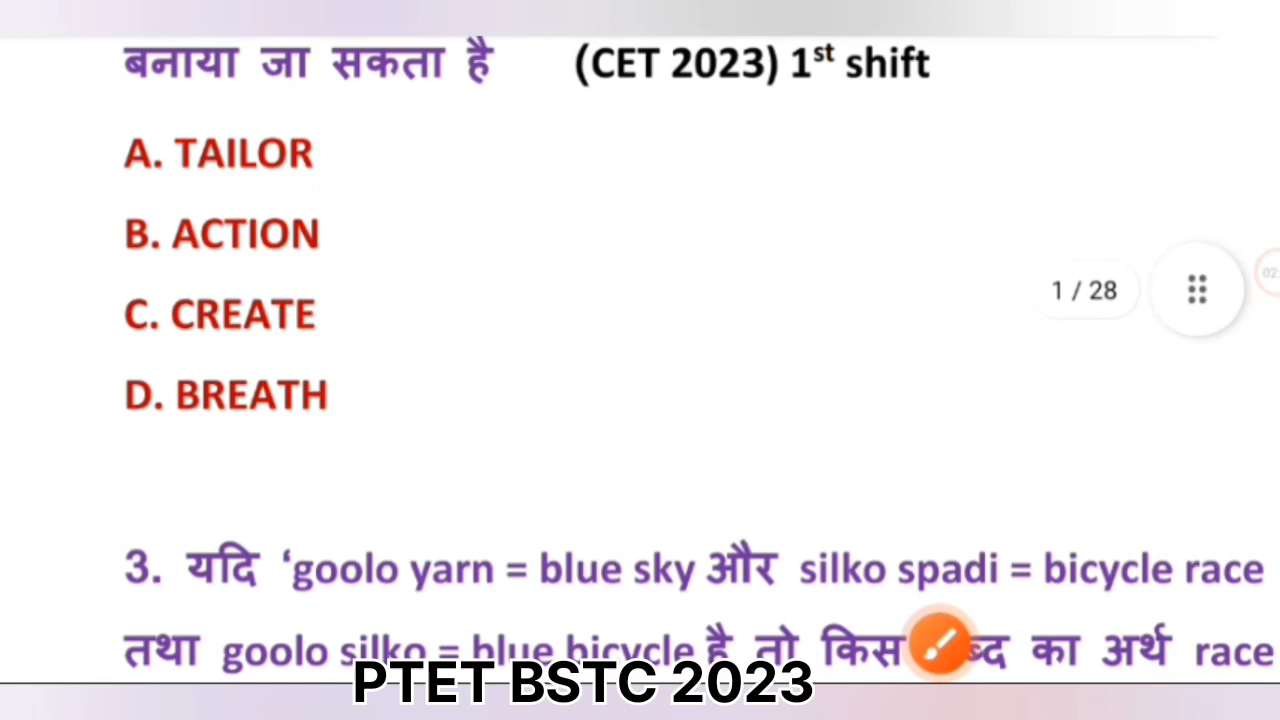 बनाया जा सकता है (CET 2023) 1st shift
A. TAILOR
B. ACTION
C. CREATE
1 / 28
02
D. BREATH
3. यदि ‘goolo yarn = blue sky और silko spadi = bicycle race
तथा goolo silko = blue bicycle है तो किस का अर्थ race
PTET BSTC 2023